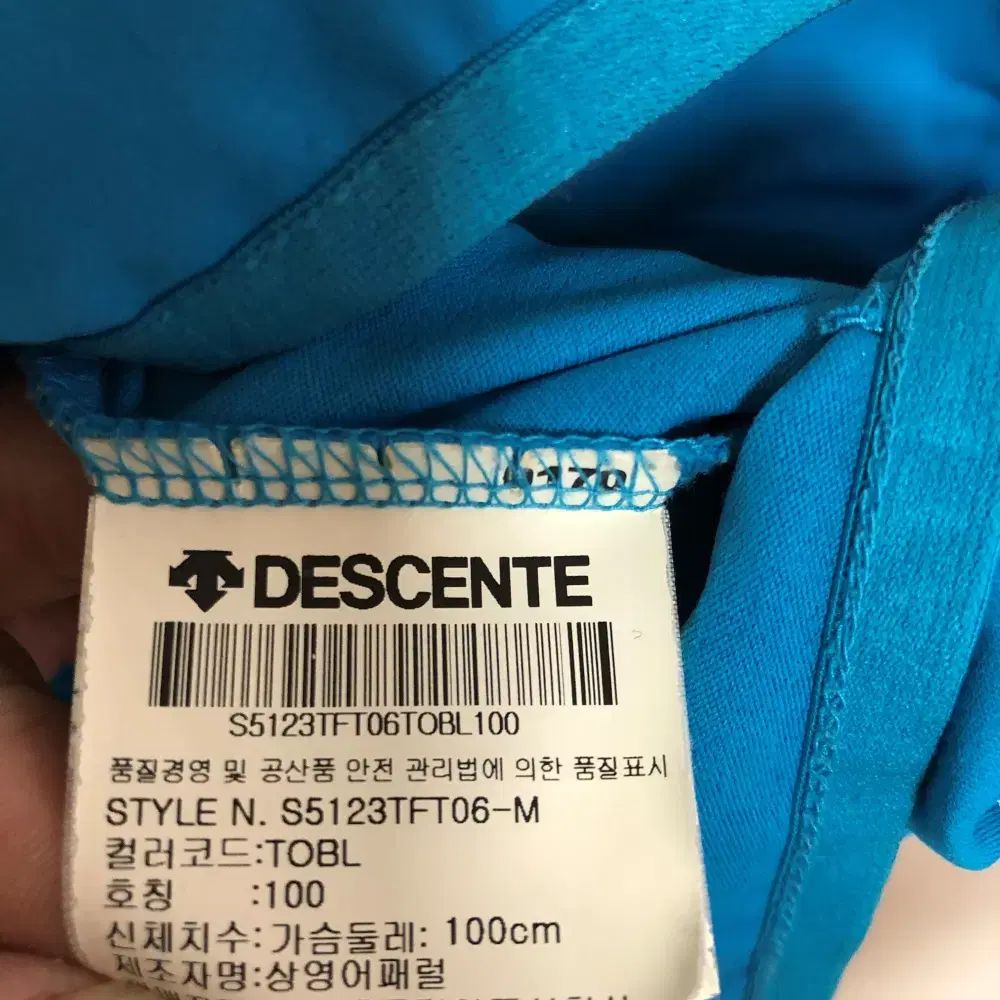 DESCENTE
S5123TFT06TOBL100
품질경영 및 공산품 안전 관리법에 의한 품질표시
STYLE N. S5123TFT06-M
컬러코드:TOBL
호칭 :100
신체치수:가슴둘레: 100cm
제조자명:상영어패럴